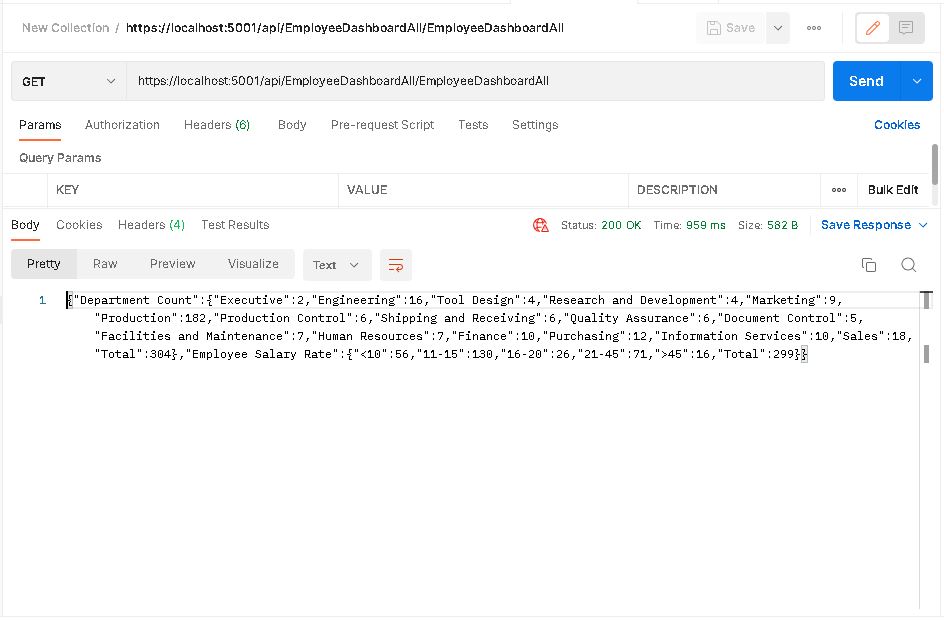 New Collection / https://localhost:5001/api/EmployeeDashboardAll/EmployeeDashboardAll
Save
GET
https://localhost:5001/api/EmployeeDashboardAll/EmployeeDashboardAll
Send
Params Authorization Headers (6) Body Pre-request Script Tests Settings Cookies
Query Params
KEY VALUE DESCRIPTION Bulk Edit
Body Cookies Headers (4) Test Results Status: 200 OK Time: 959 ms Size: 582 B Save Response
Pretty Raw Preview Visualize Text
1 {"Department Count":{"Executive":2,"Engineering":16,"Tool Design":4,"Research and Development":4,"Marketing":9,
"Production":182,"Production Control":6,"Shipping and Receiving":6,"Quality Assurance":6,"Document Control":5,
"Facilities and Maintenance":7,"Human Resources":7,"Finance":10,"Purchasing":12,"Information Services":10,"Sales":18,
"Total":304},"Employee Salary Rate":{"<10":56,"11-15":130,"16-20":26,"21-45":71,">45":16,"Total":299}}